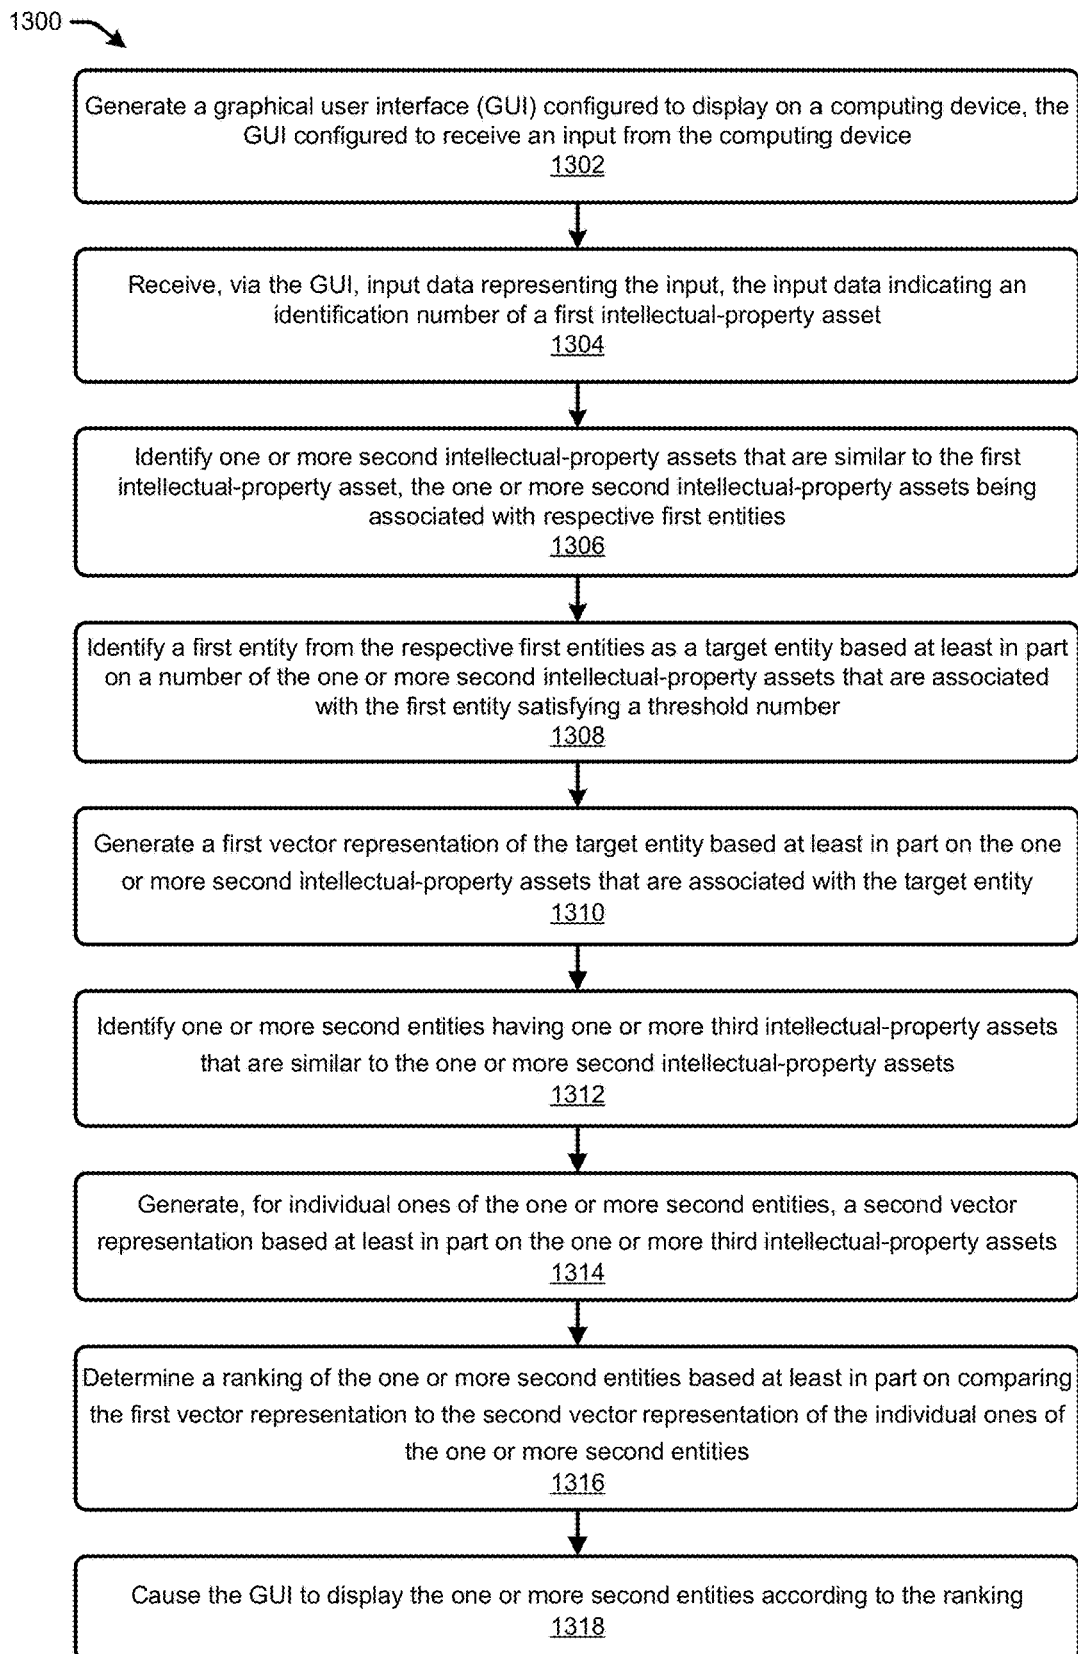 1300
Generate a graphical user interface (GUI) configured to display on a computing device, the
GUI configured to receive an input from the computing device
1302
Receive, via the GUI, input data representing the input, the input data indicating an
identification number of a first intellectual-property asset
1304
Identify one or more second intellectual-property assets that are similar to the first
intellectual-property asset, the one or more second intellectual-property assets being
associated with respective first entities
1306
Identify a first entity from the respective first entities as a target entity based at least in part
on a number of the one or more second intellectual-property assets that are associated
with the first entity satisfying a threshold number
1308
Generate a first vector representation of the target entity based at least in part on the one
or more second intellectual-property assets that are associated with the target entity
1310
Identify one or more second entities having one or more third intellectual-property assets
that are similar to the one or more second intellectual-property assets
1312
Generate, for individual ones of the one or more second entities, a second vector
representation based at least in part on the one or more third intellectual-property assets
1314
Determine a ranking of the one or more second entities based at least in part on comparing
the first vector representation to the second vector representation of the individual ones of
the one or more second entities
1316
Cause the GUI to display the one or more second entities according to the ranking
1318